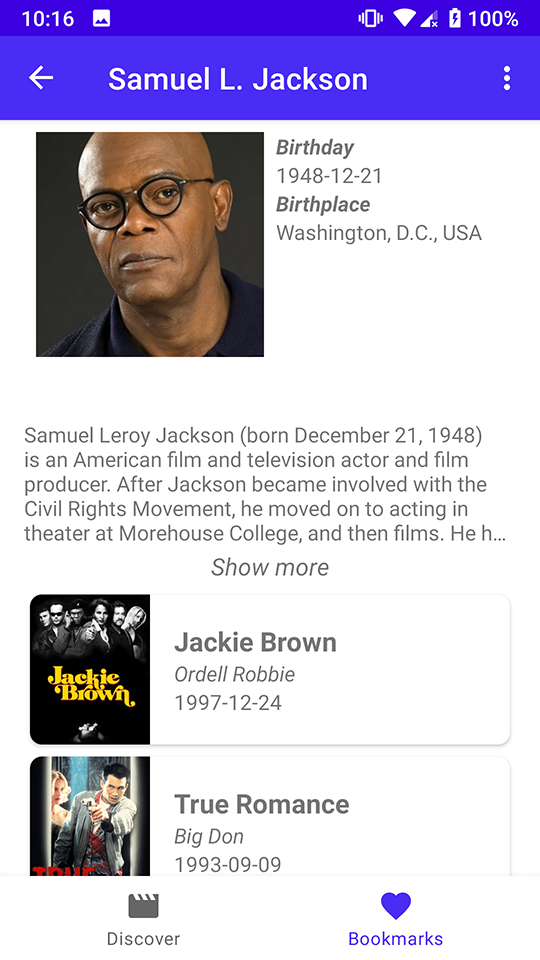 10:16
100%
Samuel L. Jackson
Birthday
1948-12-21
Birthplace
Washington, D.C., USA
Samuel Leroy Jackson (born December 21, 1948)
is an American film and television actor and film
producer. After Jackson became involved with the
Civil Rights Movement, he moved on to acting in
theater at Morehouse College, and then films. He h...
Show more
Jackie
Brown
Jackie Brown
Ordell Robbie
1997-12-24
TRUE
True Romance
Big Don
1993-09-09
Discover
Bookmarks